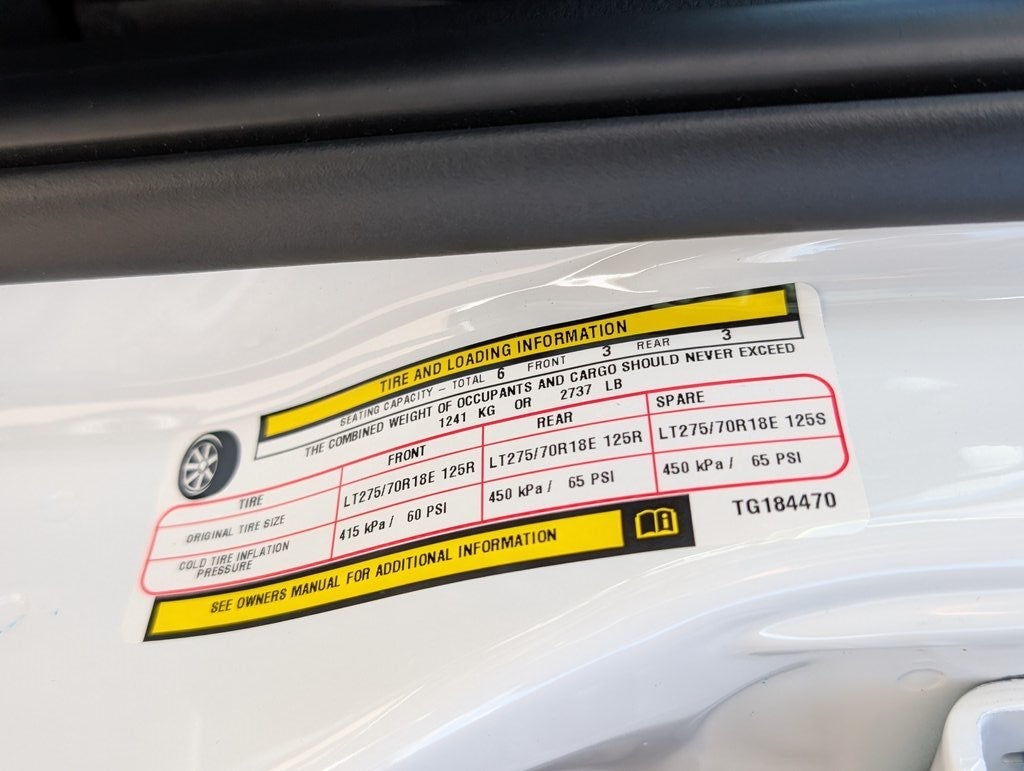 TIRE AND LOADING INFORMATION
SEATING CAPACITY - TOTAL 6 FRONT 3 REAR 3
THE COMBINED WEIGHT OF OCCUPANTS AND CARGO SHOULD NEVER EXCEED
1241 KG OR 2737 LB
TIRE FRONT REAR SPARE
ORIGINAL TIRE SIZE LT275/70R18E 125R LT275/70R18E 125R LT275/70R18E 125S
COLD TIRE INFLATION PRESSURE 415 kPa / 60 PSI 450 kPa / 65 PSI 450 kPa / 65 PSI
SEE OWNERS MANUAL FOR ADDITIONAL INFORMATION
TG184470